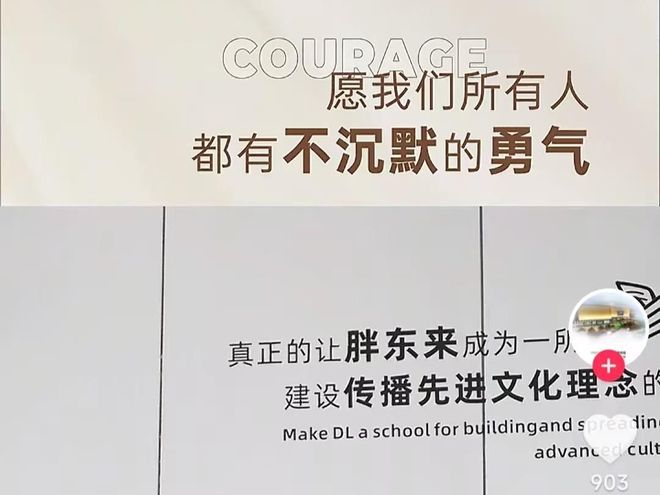 COURAGE
愿我们所有人
都有不沉默的勇气
真正的让胖东来成为一所
建设传播先进文化理念的
Make DL a school for buildingand spreading
advanced cult
903